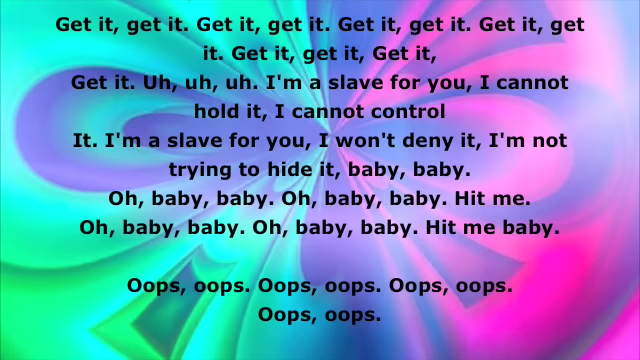 Get it, get it. Get it, get it. Get it, get it. Get it, get
it. Get it, get it, Get it,
Get it. Uh, uh, uh. I'm a slave for you, I cannot
hold it, I cannot control
It. I'm a slave for you, I won't deny it, I'm not
trying to hide it, baby, baby.
Oh, baby, baby. Oh, baby, baby. Hit me.
Oh, baby, baby. Oh, baby, baby. Hit me baby.
Oops, oops. Oops, oops. Oops, oops.
Oops, oops.